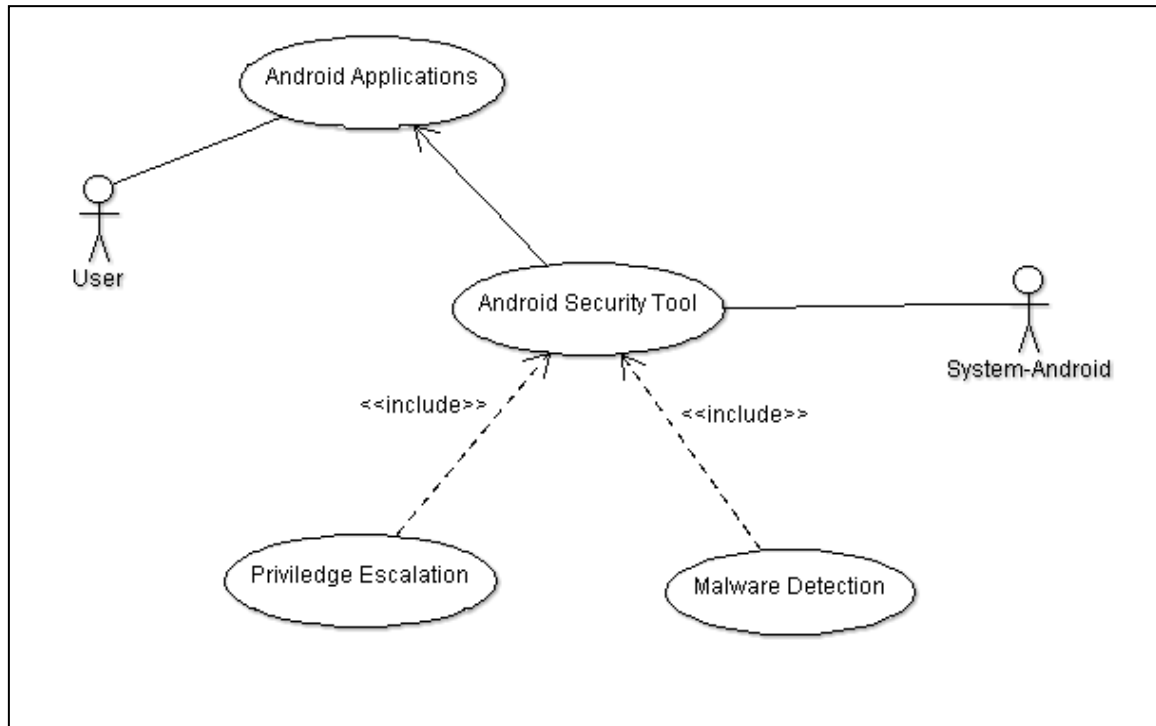 Android Applications
User
Android Security Tool
System-Android
<<include>>
<<include>>
Priviledge Escalation
Malware Detection